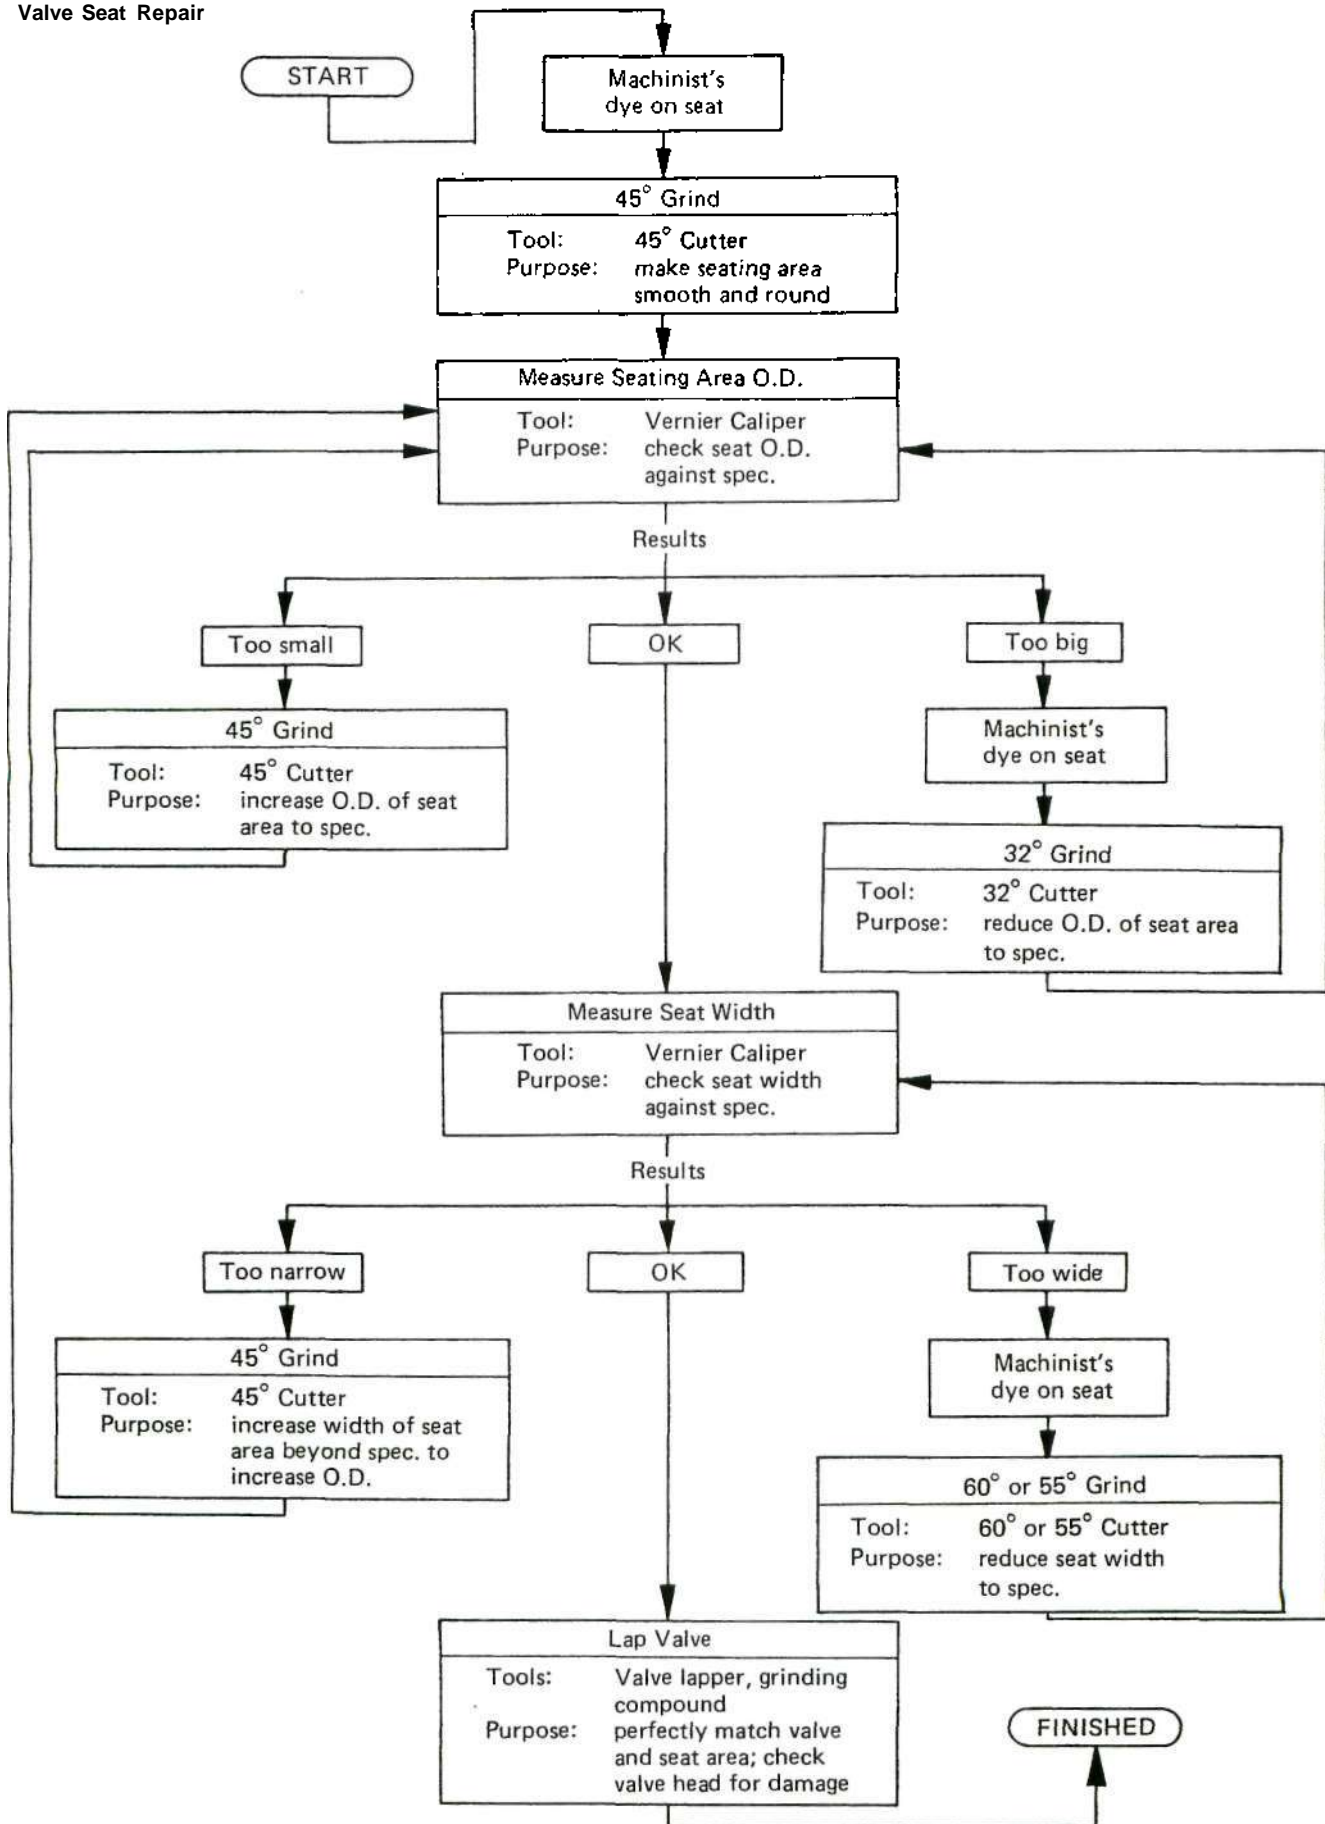 Valve Seat Repair
START
Machinist's
dye on seat
45° Grind
Tool: 45° Cutter
Purpose: make seating area
smooth and round
Measure Seating Area O.D.
Tool: Vernier Caliper
Purpose: check seat O.D.
against spec.
Results
Too small
OK
Too big
45° Grind
Tool: 45° Cutter
Purpose: increase O.D. of seat
area to spec.
Machinist's
dye on seat
32° Grind
Tool: 32° Cutter
Purpose: reduce O.D. of seat area
to spec.
Measure Seat Width
Tool: Vernier Caliper
Purpose: check seat width
against spec.
Results
Too narrow
OK
Too wide
45° Grind
Tool: 45° Cutter
Purpose: increase width of seat
area beyond spec. to
increase O.D.
Machinist's
dye on seat
60° or 55° Grind
Tool: 60° or 55° Cutter
Purpose: reduce seat width
to spec.
Lap Valve
Tools: Valve lapper, grinding
compound
Purpose: perfectly match valve
and seat area; check
valve head for damage
FINISHED